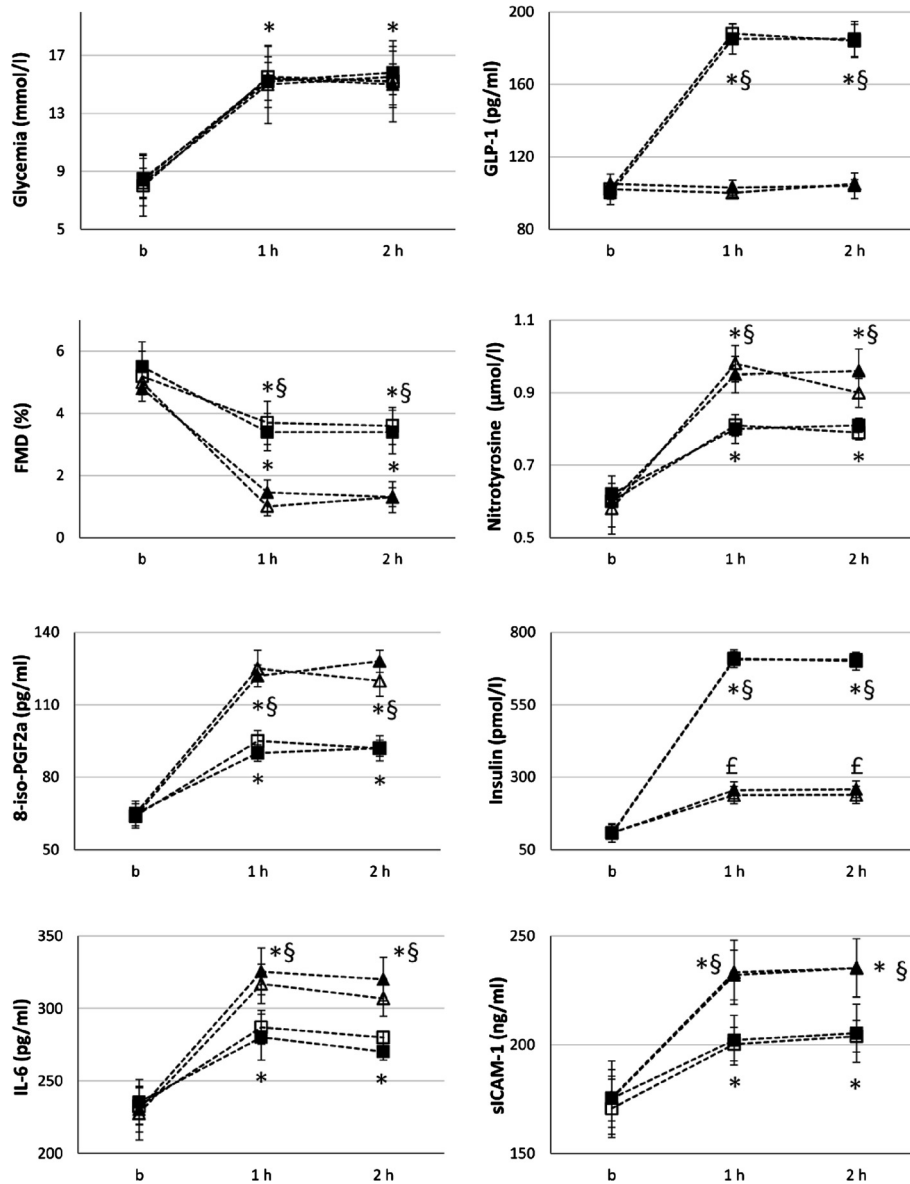 Glycemia (mmol/l)
17
13
9
5
* *
b 1 h 2 h
GLP-1 (pg/ml)
200
160
120
80
*§ *§
b 1 h 2 h
FMD (%)
6
4
2
0
*§ *§
* *
b 1 h 2 h
Nitrotyrosine (µmol/l)
1.1
0.9
0.7
0.5
*§ *§
* *
b 1 h 2 h
8-iso-PGF2a (pg/ml)
140
110
80
50
*§ *§
* *
b 1 h 2 h
Insulin (pmol/l)
800
550
300
50
*§ *§
£ £
b 1 h 2 h
IL-6 (pg/ml)
350
300
250
200
*§ *§
* *
b 1 h 2 h
sICAM-1 (ng/ml)
250
200
150
*§ * §
* *
b 1 h 2 h